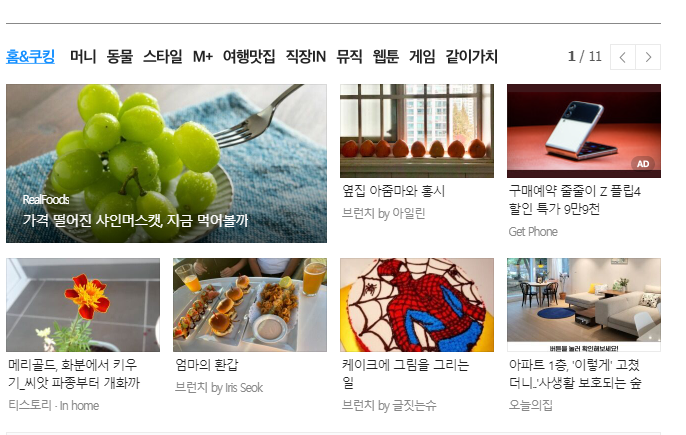 홈&쿠킹 머니 동물 스타일 M+ 여행맛집 직장IN 뮤직 웹툰 게임 같이가치 1 / 11
RealFoods
가격 떨어진 샤인머스캣, 지금 먹어볼까
옆집 아줌마와 홍시
브런치 by 아일린
AD
구매예약 줄줄이 Z 플립4
할인 특가 9만9천
Get Phone
메리골드, 화분에서 키우
기_씨앗 파종부터 개화까
티스토리 · In home
엄마의 환갑
브런치 by Iris Seok
케이크에 그림을 그리는
일
브런치 by 글짓는슈
버튼을 눌러 확인해보세요!
아파트 1층, '이렇게' 고쳤
더니..'사생활 보호되는 숲
오늘의집